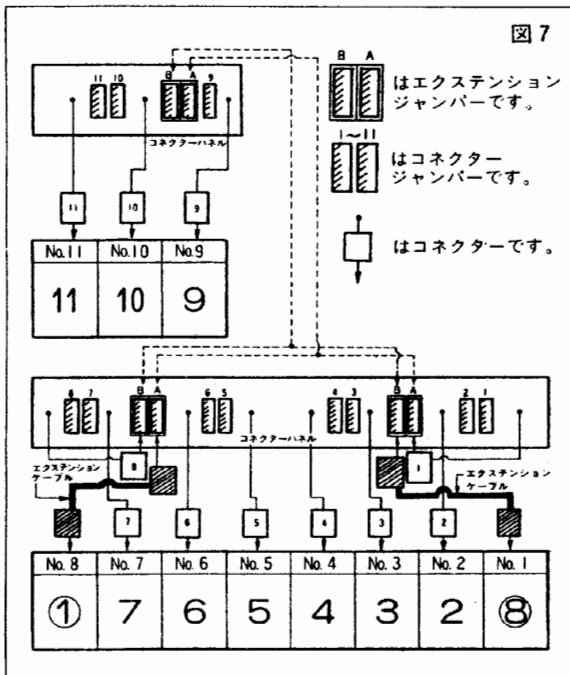 図7
B A
はエクステンション
ジャンパーです。
1〜11
はコネクター
ジャンパーです。
はコネクターです。
11 10 B A 9
コネクターパネル
11 10 9
No.11 No.10 No.9
11 10 9
8 7 B A 6 5 4 3 B A 2 1
コネクターパネル
エクステンション
ケーブル
8
1
エクステンション
ケーブル
7 6 5 4 3 2
No.8 No.7 No.6 No.5 No.4 No.3 No.2 No.1
① 7 6 5 4 3 2 ⑧